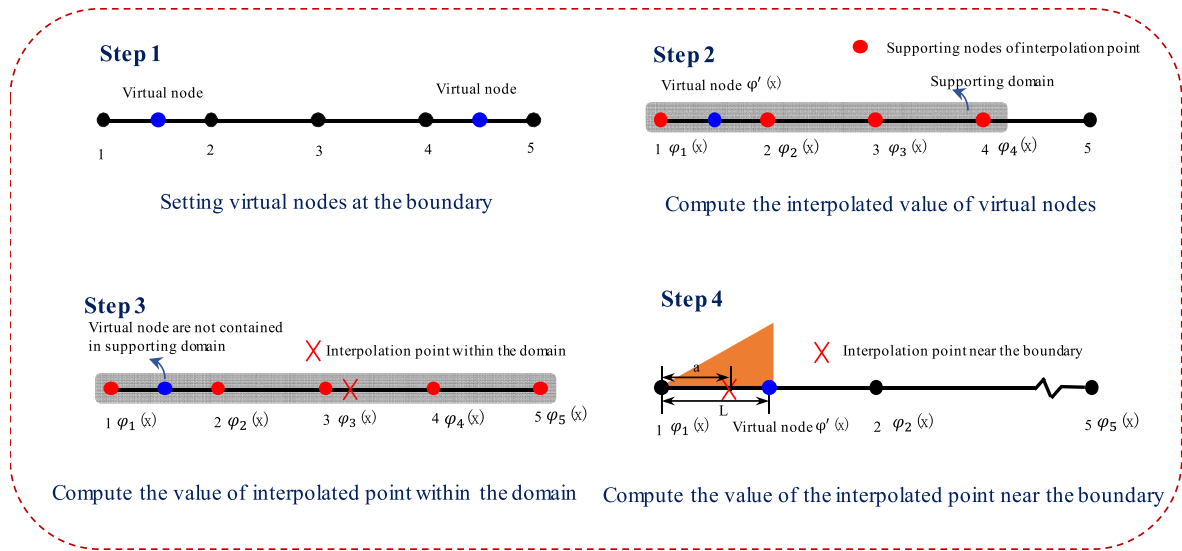 Step 1
Virtual node
Virtual node
1 2 3 4 5
Setting virtual nodes at the boundary
Step 2
Supporting nodes of interpolation point
Virtual node φ′ (x)
Supporting domain
1 φ₁ (x) 2 φ₂ (x) 3 φ₃ (x) 4 φ₄ (x) 5
Compute the interpolated value of virtual nodes
Step 3
Virtual node are not contained
in supporting domain
Interpolation point within the domain
1 φ₁ (x) 2 φ₂ (x) 3 φ₃ (x) 4 φ₄ (x) 5 φ₅ (x)
Compute the value of interpolated point within the domain
Step 4
Interpolation point near the boundary
a
L
1 φ₁ (x) Virtual node φ′ (x) 2 φ₂ (x) 5 φ₅ (x)
Compute the value of the interpolated point near the boundary